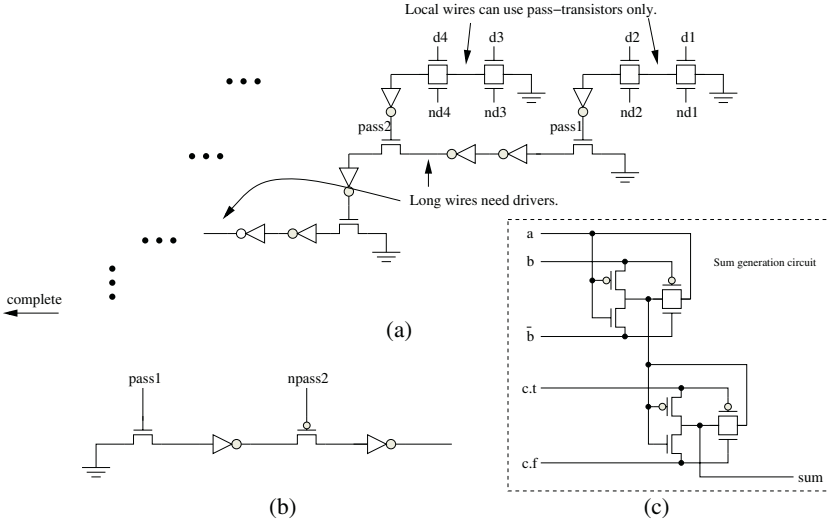 Local wires can use pass-transistors only.
d4 d3 d2 d1
nd4 nd3 nd2 nd1
pass2 pass1
Long wires need drivers.
complete
(a)
pass1 npass2
(b)
a
b
Sum generation circuit
b̄
c.t
c.f
sum
(c)